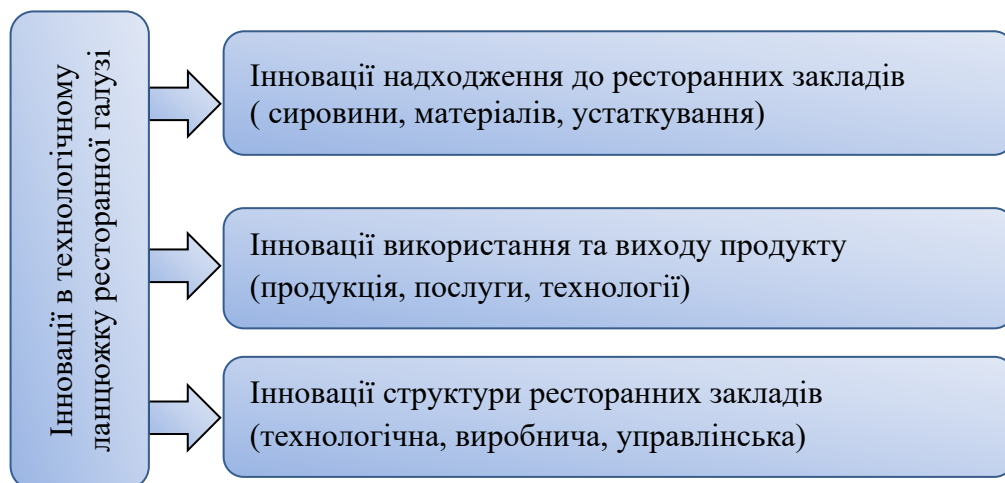 Інновації в технологічному
ланцюжку ресторанної галузі
Інновації надходження до ресторанних закладів
( сировини, матеріалів, устаткування)
Інновації використання та виходу продукту
(продукція, послуги, технології)
Інновації структури ресторанних закладів
(технологічна, виробнича, управлінська)